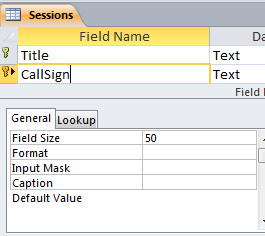 Sessions
Field Name Da
Title Text
CallSign Text
Field
General Lookup
Field Size 50
Format
Input Mask
Caption
Default Value